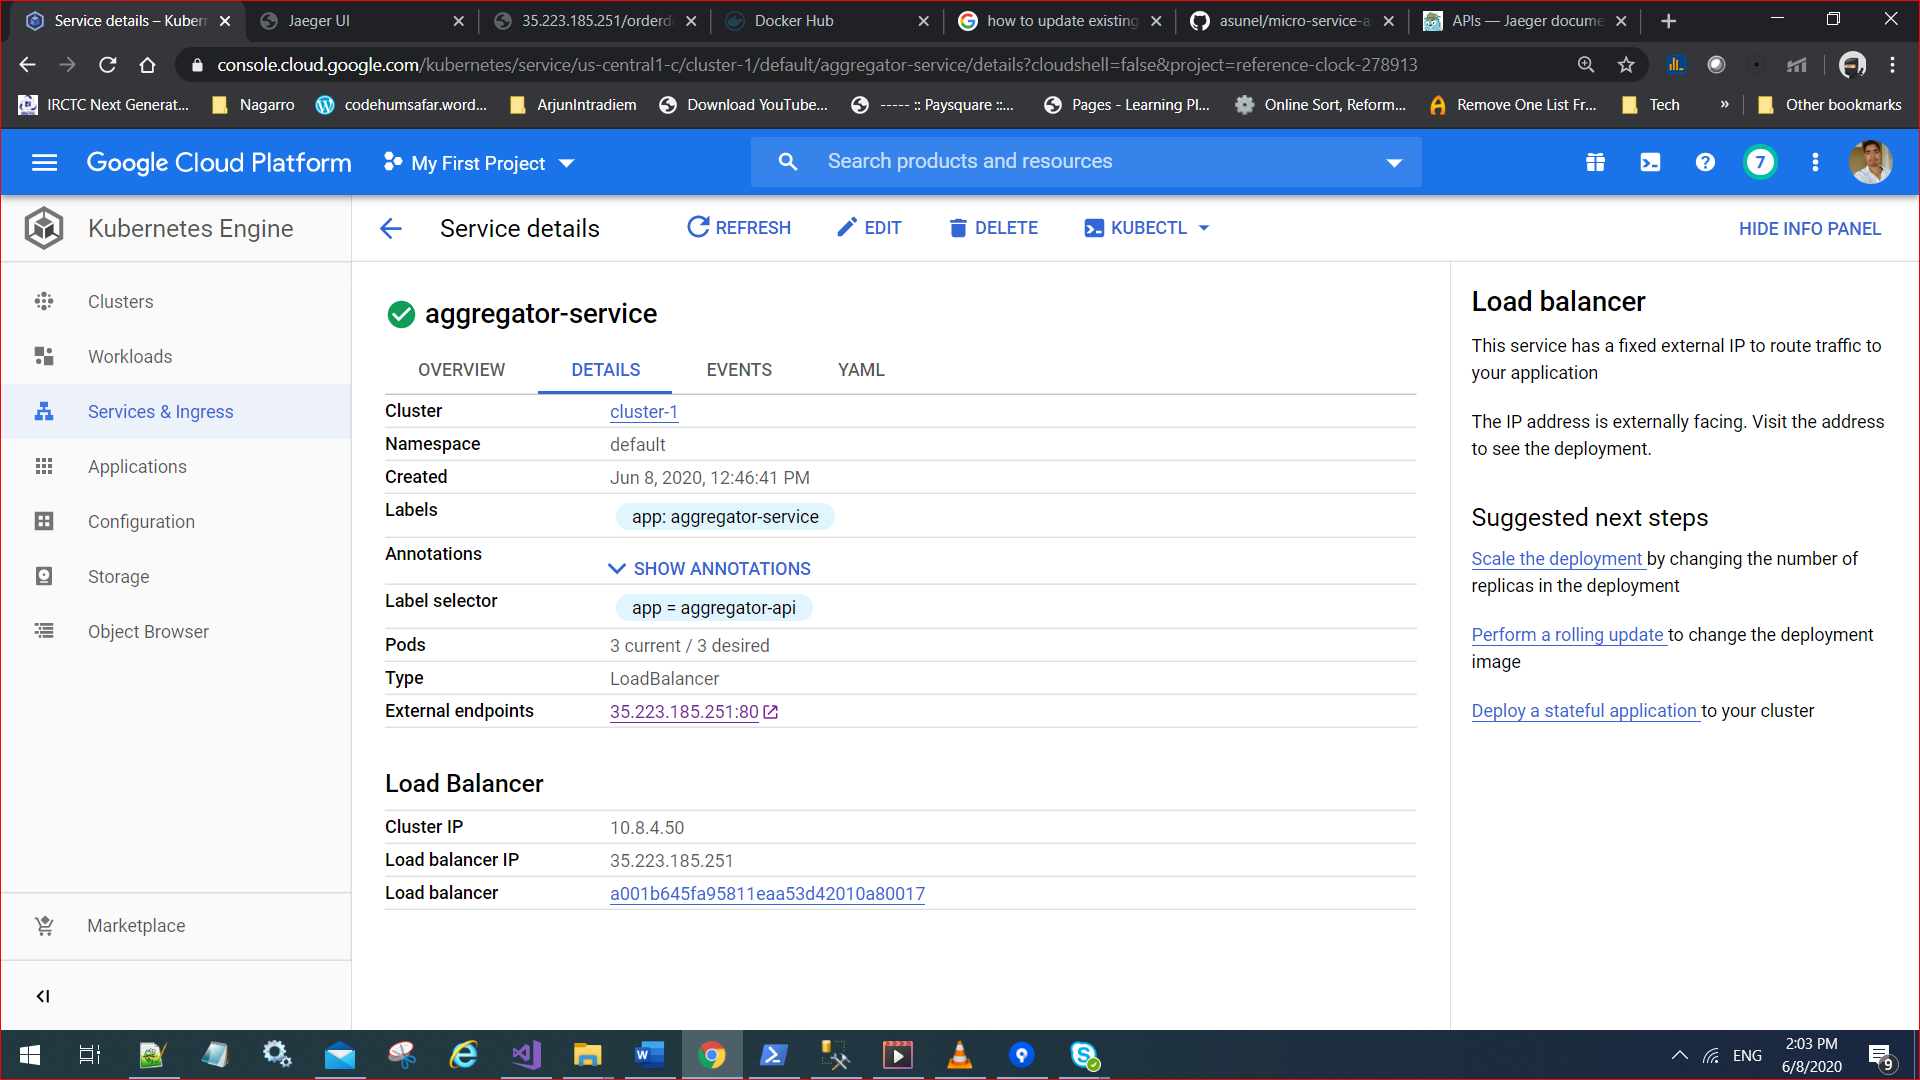 Service details – Kubern
Jaeger UI
35.223.185.251/orderde
Docker Hub
how to update existing
asunel/micro-service-a
APIs — Jaeger docume
console.cloud.google.com/kubernetes/service/us-central1-c/cluster-1/default/aggregator-service/details?cloudshell=false&project=reference-clock-278913
IRCTC Next Generat...
Nagarro
codehumsafar.word...
ArjunIntradiem
Download YouTube...
----- :: Paysquare ::...
Pages - Learning Pl...
Online Sort, Reform...
Remove One List Fr...
Tech
»
Other bookmarks
Google Cloud Platform
My First Project
Search products and resources
7
Kubernetes Engine
Service details
REFRESH
EDIT
DELETE
KUBECTL
HIDE INFO PANEL
Clusters
Workloads
Services & Ingress
Applications
Configuration
Storage
Object Browser
Marketplace
aggregator-service
OVERVIEW
DETAILS
EVENTS
YAML
Cluster cluster-1
Namespace default
Created Jun 8, 2020, 12:46:41 PM
Labels app: aggregator-service
Annotations SHOW ANNOTATIONS
Label selector app = aggregator-api
Pods 3 current / 3 desired
Type LoadBalancer
External endpoints 35.223.185.251:80
Load Balancer
Cluster IP 10.8.4.50
Load balancer IP 35.223.185.251
Load balancer a001b645fa95811eaa53d42010a80017
Load balancer
This service has a fixed external IP to route traffic to
your application
The IP address is externally facing. Visit the address
to see the deployment.
Suggested next steps
Scale the deployment by changing the number of
replicas in the deployment
Perform a rolling update to change the deployment
image
Deploy a stateful application to your cluster
ENG
2:03 PM
6/8/2020
9